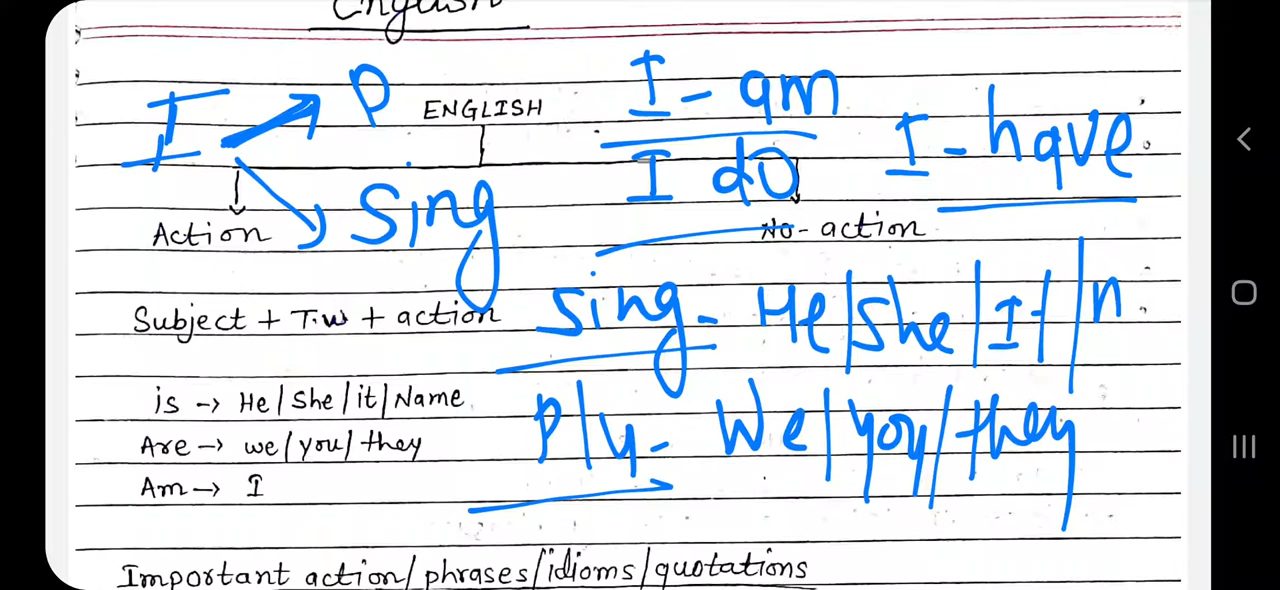 English
I → P
ENGLISH
I - am
I do
I - have
Sing
Action
No-action
Subject + T.w + action
Sing - He/She/It/n
is → He/She/it/Name
Are → we/you/they
P/y - We/you/they
Am → I
Important action/phrases/idioms/quotations